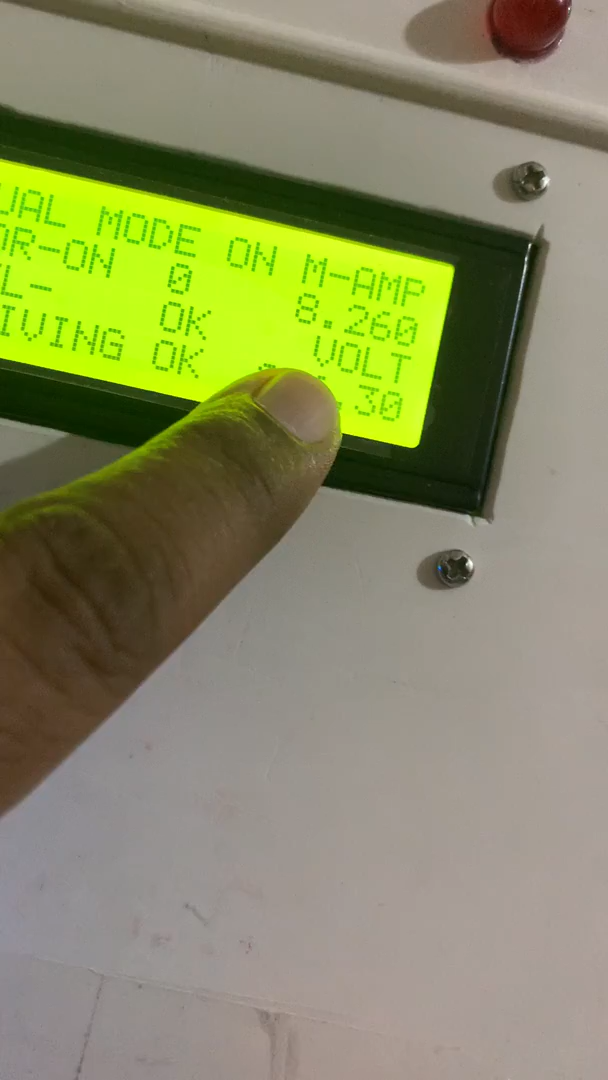 UAL MODE ON M-AMP
OR-ON 0 8.260
L- OK VOLT
IVING OK .30